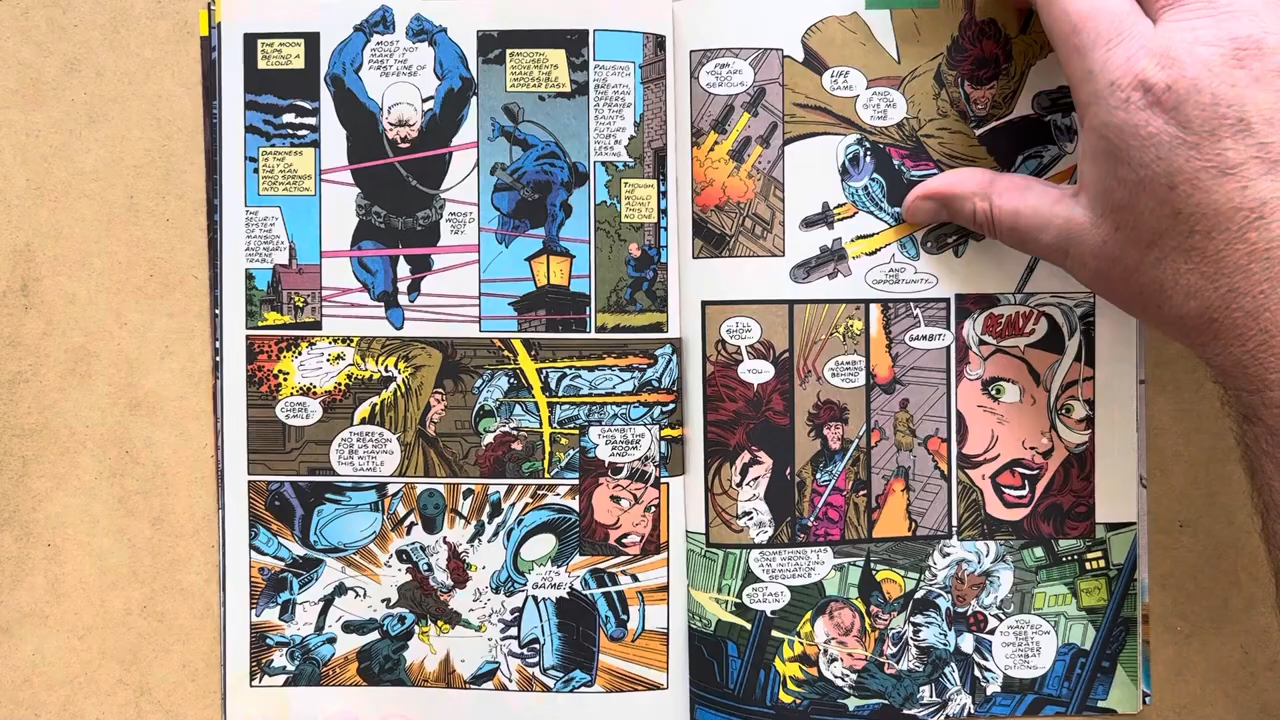 THE MOON
SLIPS
BEHIND A
CLOUD.
DARKNESS
IS THE
ALLY OF
THE MAN
WHO SPRINGS
FORWARD
INTO ACTION.
THE
SECURITY
SYSTEM
OF THE
MANSION
IS COMPLEX
AND NEARLY
IMPENE-
TRABLE.
MOST
WOULD NOT
MAKE IT
PAST THE
FIRST LINE OF
DEFENSE.
MOST
WOULD
NOT
TRY.
SMOOTH,
FOCUSED
MOVEMENTS
MAKE THE
IMPOSSIBLE
APPEAR EASY.
PAUSING
TO CATCH
HIS
BREATH,
THE MAN
OFFERS
A PRAYER
TO THE
SAINTS
THAT
FUTURE
JOBS
WILL BE
LESS
TAXING.
THOUGH,
HE
WOULD
ADMIT
THIS TO
NO ONE.
COME,
CHERE...
SMILE!
THERE'S
NO REASON
FOR US NOT
TO BE HAVING
FUN WITH
THIS LITTLE
GAME!
GAMBIT!
THIS IS THE
DANGER
ROOM!
AND...
...IT'S
NO
GAME!
PAH!
YOU ARE
TOO
SERIOUS!
LIFE
IS A
GAME!
AND,
IF YOU
GIVE ME
THE
TIME...
...AND
THE
OPPORTUNITY...
...I'LL
SHOW
YOU...
...YOU...
GAMBIT!
INCOMING
BEHIND
YOU!
GAMBIT!
REMY!
SOMETHING HAS
GONE WRONG. I
AM INITIALIZING
TERMINATION
SEQUENCE--
NOT
SO FAST,
DARLIN'.
YOU
WANTED
TO SEE HOW
THEY
OPERATE
UNDER
COMBAT
CON-
DITIONS...